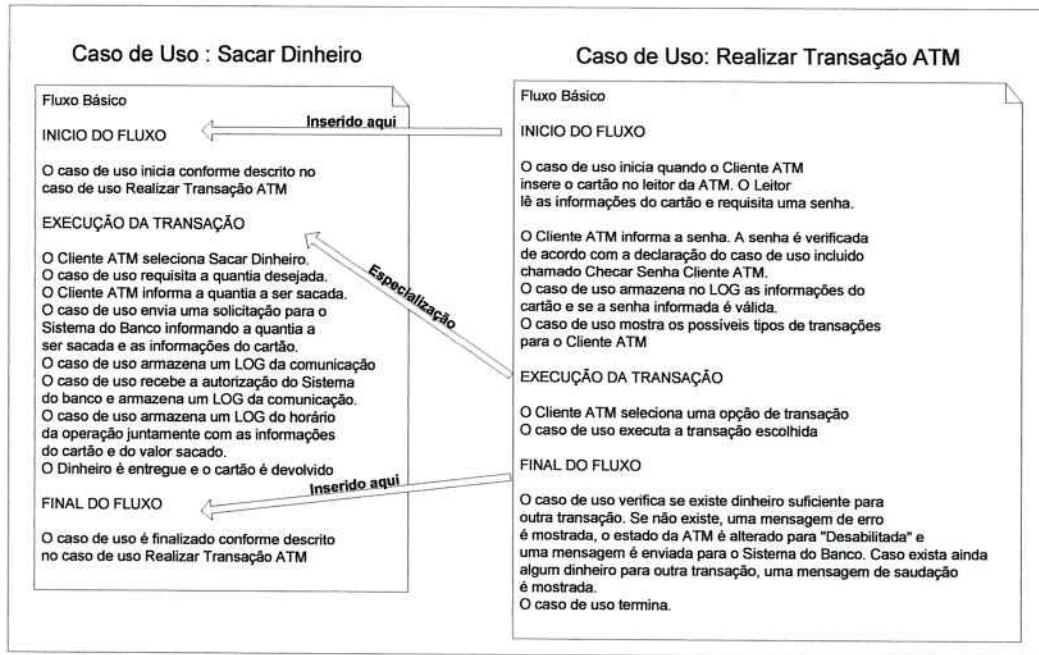 Caso de Uso : Sacar Dinheiro
Fluxo Básico
INICIO DO FLUXO
O caso de uso inicia conforme descrito no
caso de uso Realizar Transação ATM
EXECUÇÃO DA TRANSAÇÃO
O Cliente ATM seleciona Sacar Dinheiro.
O caso de uso requisita a quantia desejada.
O Cliente ATM informa a quantia a ser sacada.
O caso de uso envia uma solicitação para o
Sistema do Banco informando a quantia a
ser sacada e as informações do cartão.
O caso de uso armazena um LOG da comunicação
O caso de uso recebe a autorização do Sistema
do banco e armazena um LOG da comunicação.
O caso de uso armazena um LOG do horário
da operação juntamente com as informações
do cartão e do valor sacado.
O Dinheiro é entregue e o cartão é devolvido
FINAL DO FLUXO
O caso de uso é finalizado conforme descrito
no caso de uso Realizar Transação ATM
Inserido aqui
Especialização
Inserido aqui
Caso de Uso: Realizar Transação ATM
Fluxo Básico
INICIO DO FLUXO
O caso de uso inicia quando o Cliente ATM
insere o cartão no leitor da ATM. O Leitor
lê as informações do cartão e requisita uma senha.
O Cliente ATM informa a senha. A senha é verificada
de acordo com a declaração do caso de uso incluido
chamado Checar Senha Cliente ATM.
O caso de uso armazena no LOG as informações do
cartão e se a senha informada é válida.
O caso de uso mostra os possíveis tipos de transações
para o Cliente ATM
EXECUÇÃO DA TRANSAÇÃO
O Cliente ATM seleciona uma opção de transação
O caso de uso executa a transação escolhida
FINAL DO FLUXO
O caso de uso verifica se existe dinheiro suficiente para
outra transação. Se não existe, uma mensagem de erro
é mostrada, o estado da ATM é alterado para "Desabilitada" e
uma mensagem é enviada para o Sistema do Banco. Caso exista ainda
algum dinheiro para outra transação, uma mensagem de saudação
é mostrada.
O caso de uso termina.